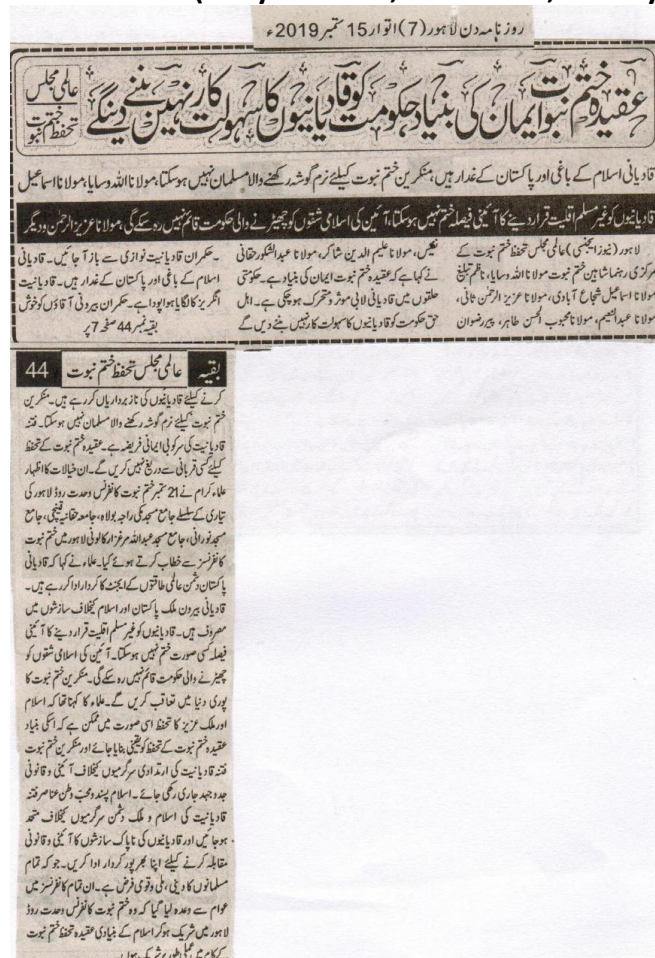 روزنامہ دن لاہور (7) اتوار 15 ستمبر 2019ء
عقیدہ ختم نبوت ایمان کی بنیاد حکومت کو قادیانیوں کا سہولت کار نہیں بننے دینگے
عالمی مجلس
تحفظ ختم نبوت
قادیانی اسلام کے باغی اور پاکستان کے غدار ہیں، منکرین ختم نبوت کیلئے نرم گوشہ رکھنے والا مسلمان نہیں ہوسکتا، مولانا اللہ وسایا، مولانا اسماعیل
قادیانیوں کو غیر مسلم اقلیت قرار دینے کا آئینی فیصلہ ختم نہیں ہوسکتا، آئین کی اسلامی شقوں کو چھیڑنے والی حکومت قائم نہیں رہ سکے گی، مولانا عزیز الرحمٰن ودیگر
لاہور (نیوز ایجنسی) عالمی مجلس تحفظ ختم نبوت کے
مرکزی رہنما شاہین ختم نبوت مولانا اللہ وسایا، ناظم تبلیغ
مولانا اسماعیل شجاع آبادی، مولانا عزیز الرحمٰن ثانی،
مولانا عبدالنعیم، مولانا محبوب الحسن طاہر، پیر رضوان
نفیس، مولانا علیم الدین شاکر، مولانا عبدالشکور حقانی
نے کہا ہے کہ عقیدہ ختم نبوت ایمان کی بنیاد ہے۔ حکومتی
حلقوں میں قادیانی لابی موثر و متحرک ہوچکی ہے۔ اہل
حق حکومت کو قادیانیوں کا سہولت کار نہیں بننے دیں گے
۔ حکمران قادیانیت نوازی سے باز آجائیں۔ قادیانی
اسلام کے باغی اور پاکستان کے غدار ہیں۔ قادیانیت
انگریز کا لگایا ہوا پودا ہے۔ حکمران بیرونی آقاؤں کو خوش
بقیہ نمبر 44 صفحہ 7 پر
بقیہ عالمی مجلس تحفظ ختم نبوت 44
کرنے کیلئے قادیانیوں کی ناز برداریاں کررہے ہیں۔ منکرین
ختم نبوت کیلئے نرم گوشہ رکھنے والا مسلمان نہیں ہوسکتا۔ فتنہ
قادیانیت کی سرکوبی ایمانی فریضہ ہے۔ عقیدہ ختم نبوت کے تحفظ
کیلئے کسی قربانی سے دریغ نہیں کریں گے۔ ان خیالات کا اظہار
علماء کرام نے 21 ستمبر ختم نبوت کانفرنس وحدت روڈ لاہور کی
تیاری کے سلسلے جامع مسجد مکی راجہ بولاہ، جامعہ حقانیہ قینچی، جامع
مسجد نورانی، جامع مسجد عبداللہ مرغزار کالونی لاہور میں ختم نبوت
کانفرنسز سے خطاب کرتے ہوئے کیا۔ علماء نے کہا کہ قادیانی
پاکستان دشمن عالمی طاقتوں کے ایجنٹ کا کردار ادا کررہے ہیں۔
قادیانی بیرون ملک پاکستان اور اسلام کیخلاف سازشوں میں
مصروف ہیں۔ قادیانیوں کو غیر مسلم اقلیت قرار دینے کا آئینی
فیصلہ کسی صورت ختم نہیں ہوسکتا۔ آئین کی اسلامی شقوں کو
چھیڑنے والی حکومت قائم نہیں رہ سکے گی۔ منکرین ختم نبوت کا
پوری دنیا میں تعاقب کریں گے۔ علماء کا کہنا تھا کہ اسلام
اور ملک عزیز کا تحفظ اسی صورت میں ممکن ہے کہ اسکی بنیاد
عقیدہ ختم نبوت کے تحفظ کو یقینی بنایا جائے اور منکرین ختم نبوت
فتنہ قادیانیت کی ارتدادی سرگرمیوں کیخلاف آئینی و قانونی
جدوجہد جاری رکھی جائے۔ اسلام پسند و محب وطن عناصر فتنہ
قادیانیت کی اسلام و ملک دشمن سرگرمیوں کیخلاف متحد
ہوجائیں اور قادیانیوں کی ناپاک سازشوں کا آئینی و قانونی
مقابلہ کرنے کیلئے اپنا بھرپور کردار ادا کریں۔ جو کہ تمام
مسلمانوں کا دینی، ملی و قومی فرض ہے۔ ان تمام کانفرنسز میں
عوام سے وعدہ لیا گیا کہ وہ ختم نبوت کانفرنس وحدت روڈ
لاہور میں شریک ہوکر اسلام کے بنیادی عقیدہ تحفظ ختم نبوت
کے کام میں عملی طور پر شریک ہوں